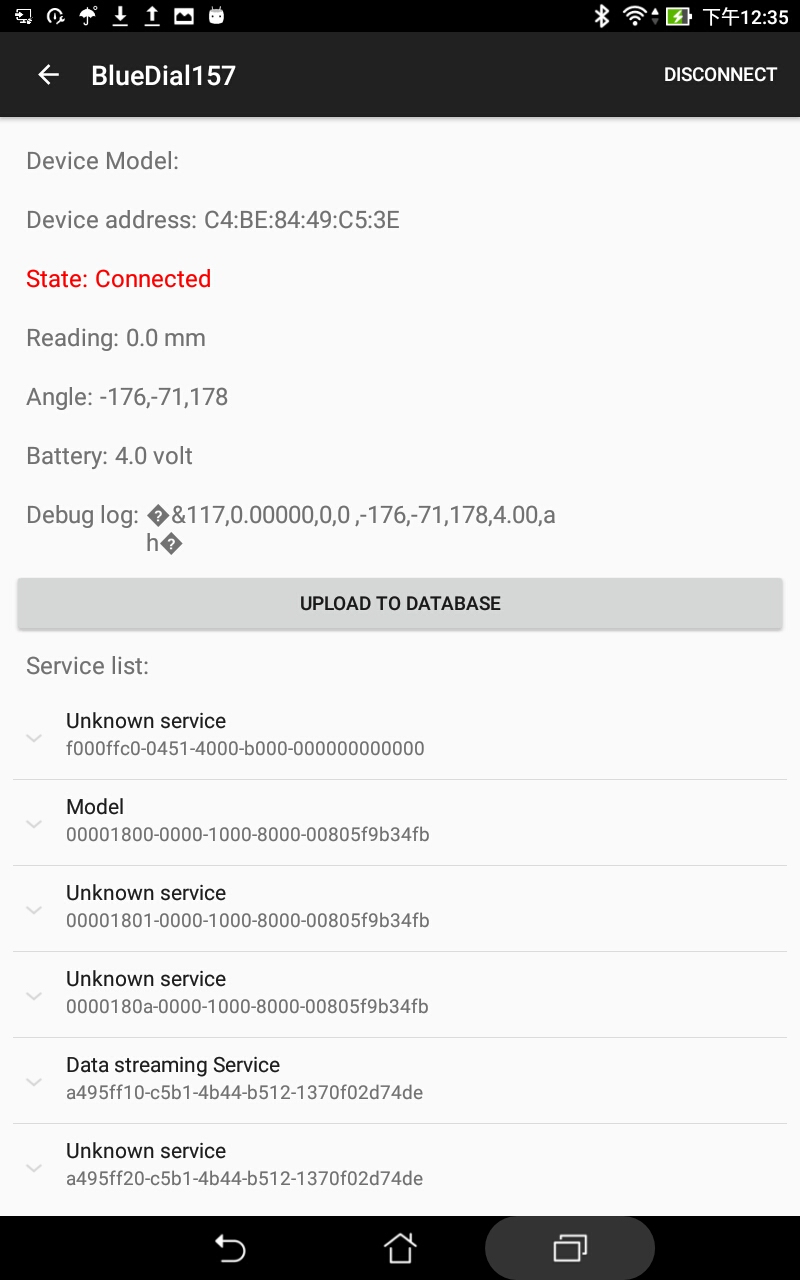 下午12:35
BlueDial157
DISCONNECT
Device Model:
Device address: C4:BE:84:49:C5:3E
State: Connected
Reading: 0.0 mm
Angle: -176,-71,178
Battery: 4.0 volt
Debug log: �&117,0.00000,0,0 ,-176,-71,178,4.00,a
h�
UPLOAD TO DATABASE
Service list:
Unknown service
f000ffc0-0451-4000-b000-000000000000
Model
00001800-0000-1000-8000-00805f9b34fb
Unknown service
00001801-0000-1000-8000-00805f9b34fb
Unknown service
0000180a-0000-1000-8000-00805f9b34fb
Data streaming Service
a495ff10-c5b1-4b44-b512-1370f02d74de
Unknown service
a495ff20-c5b1-4b44-b512-1370f02d74de